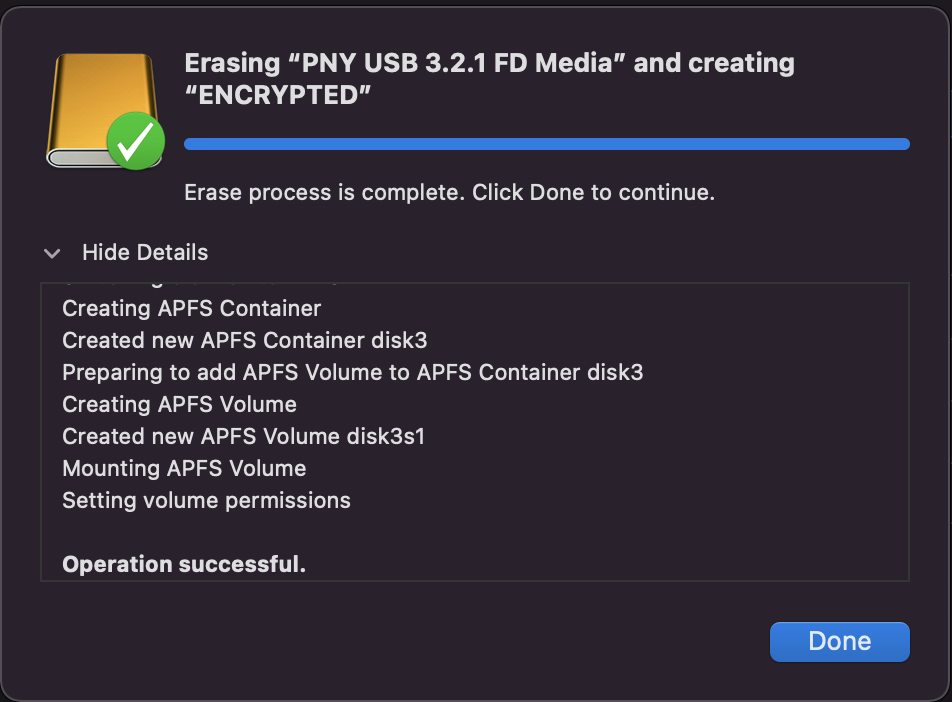 Erasing “PNY USB 3.2.1 FD Media” and creating
“ENCRYPTED”
Erase process is complete. Click Done to continue.
Hide Details
Creating APFS Container
Created new APFS Container disk3
Preparing to add APFS Volume to APFS Container disk3
Creating APFS Volume
Created new APFS Volume disk3s1
Mounting APFS Volume
Setting volume permissions
Operation successful.
Done